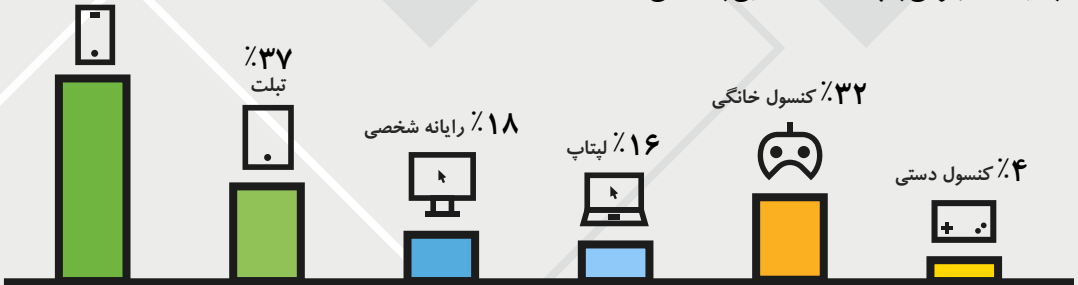 ٪۳۷
تبلت
٪۱۸ رایانه شخصی
٪۱۶ لپتاپ
٪۳۲ کنسول خانگی
٪۴ کنسول دستی